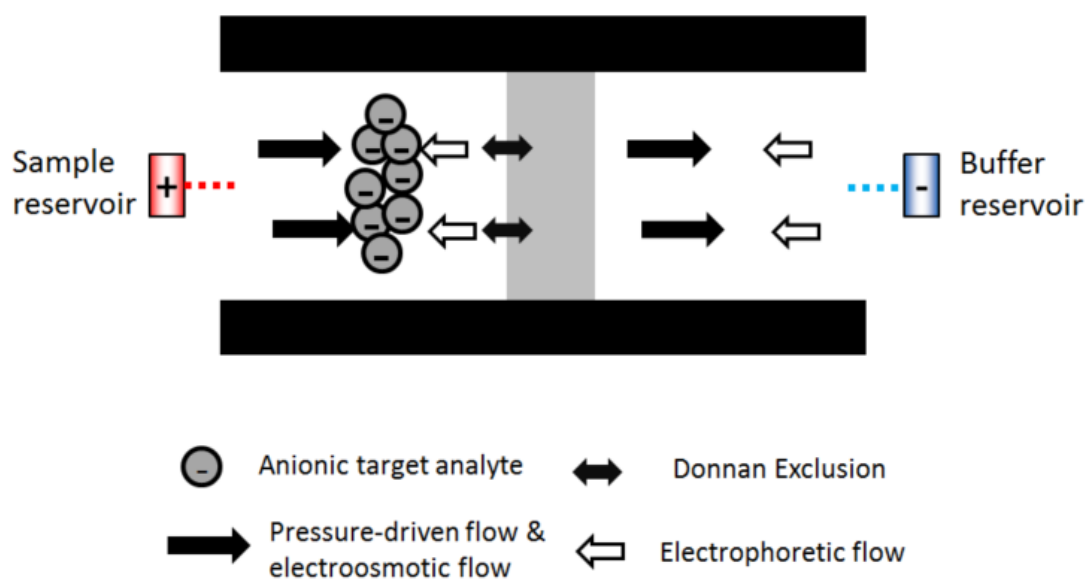 Sample
reservoir
+
-
-
-
-
-
-
-
-
-
Buffer
reservoir
- Anionic target analyte
Donnan Exclusion
Pressure-driven flow &
electroosmotic flow
Electrophoretic flow